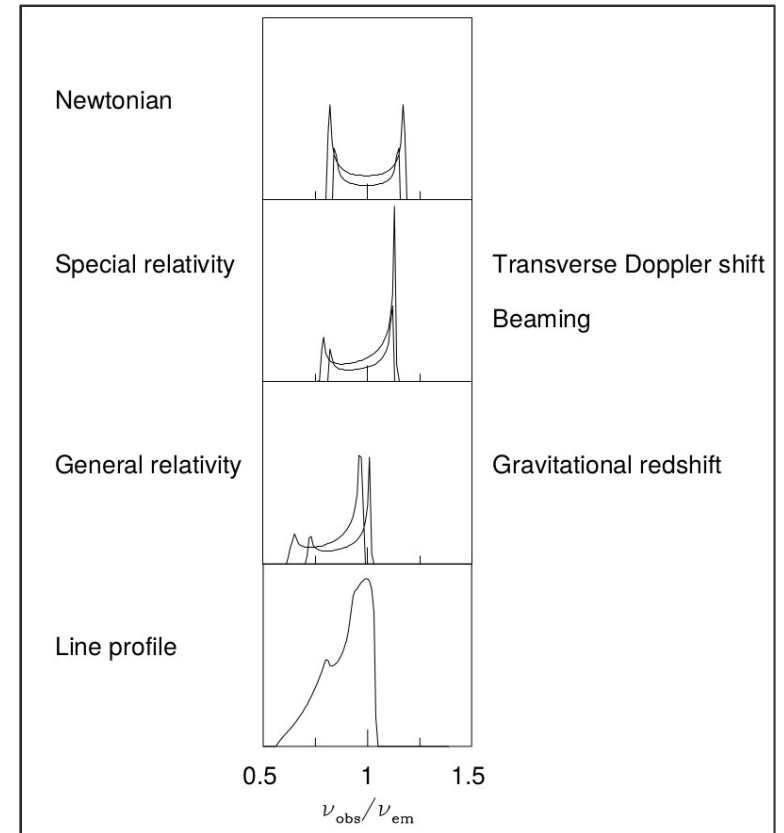 Newtonian
Special relativity
Transverse Doppler shift
Beaming
General relativity
Gravitational redshift
Line profile
0.5 1 1.5
ν_obs/ν_em